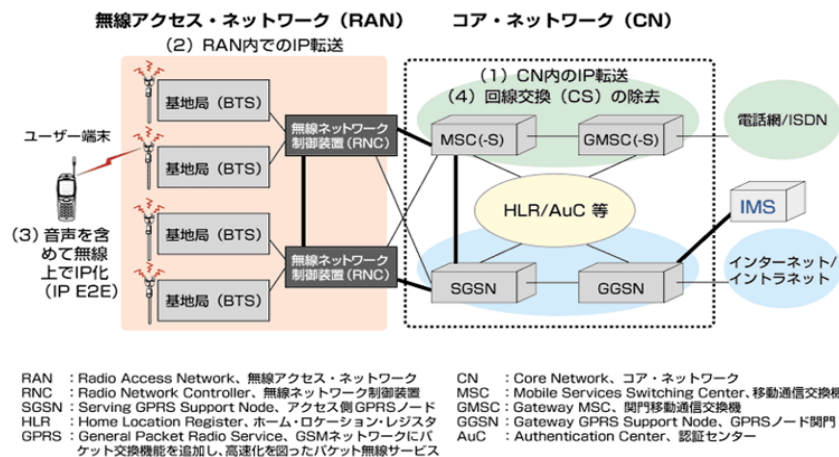 無線アクセス・ネットワーク（RAN）
コア・ネットワーク（CN）
（2）RAN内でのIP転送
（1）CN内のIP転送
（4）回線交換（CS）の除去
基地局（BTS）
基地局（BTS）
基地局（BTS）
基地局（BTS）
ユーザー端末
（3）音声を含
めて無線
上でIP化
（IP E2E）
無線ネットワーク
制御装置（RNC）
無線ネットワーク
制御装置（RNC）
MSC(-S)
GMSC(-S)
電話網/ISDN
HLR/AuC 等
IMS
SGSN
GGSN
インターネット/
イントラネット
RAN ：Radio Access Network、無線アクセス・ネットワーク
RNC ：Radio Network Controller、無線ネットワーク制御装置
SGSN ：Serving GPRS Support Node、アクセス側GPRSノード
HLR ：Home Location Register、ホーム・ロケーション・レジスタ
GPRS ：General Packet Radio Service、GSMネットワークにパ
ケット交換機能を追加し、高速化を図ったパケット無線サービス
CN ：Core Network、コア・ネットワーク
MSC ：Mobile Services Switching Center、移動通信交換機
GMSC ：Gateway MSC、関門移動通信交換機
GGSN ：Gateway GPRS Support Node、GPRSノード関門
AuC ：Authentication Center、認証センター